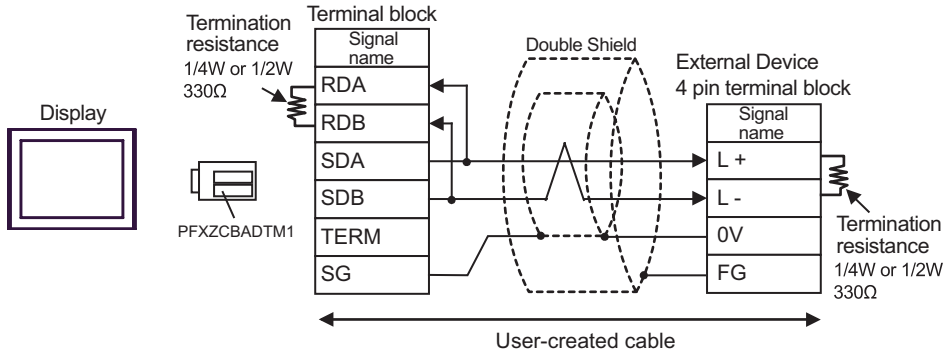 Display
PFXZCBADTM1
Termination
resistance
1/4W or 1/2W
330Ω
Terminal block
Signal
name
RDA
RDB
SDA
SDB
TERM
SG
Double Shield
External Device
4 pin terminal block
Signal
name
L +
L -
0V
FG
Termination
resistance
1/4W or 1/2W
330Ω
User-created cable